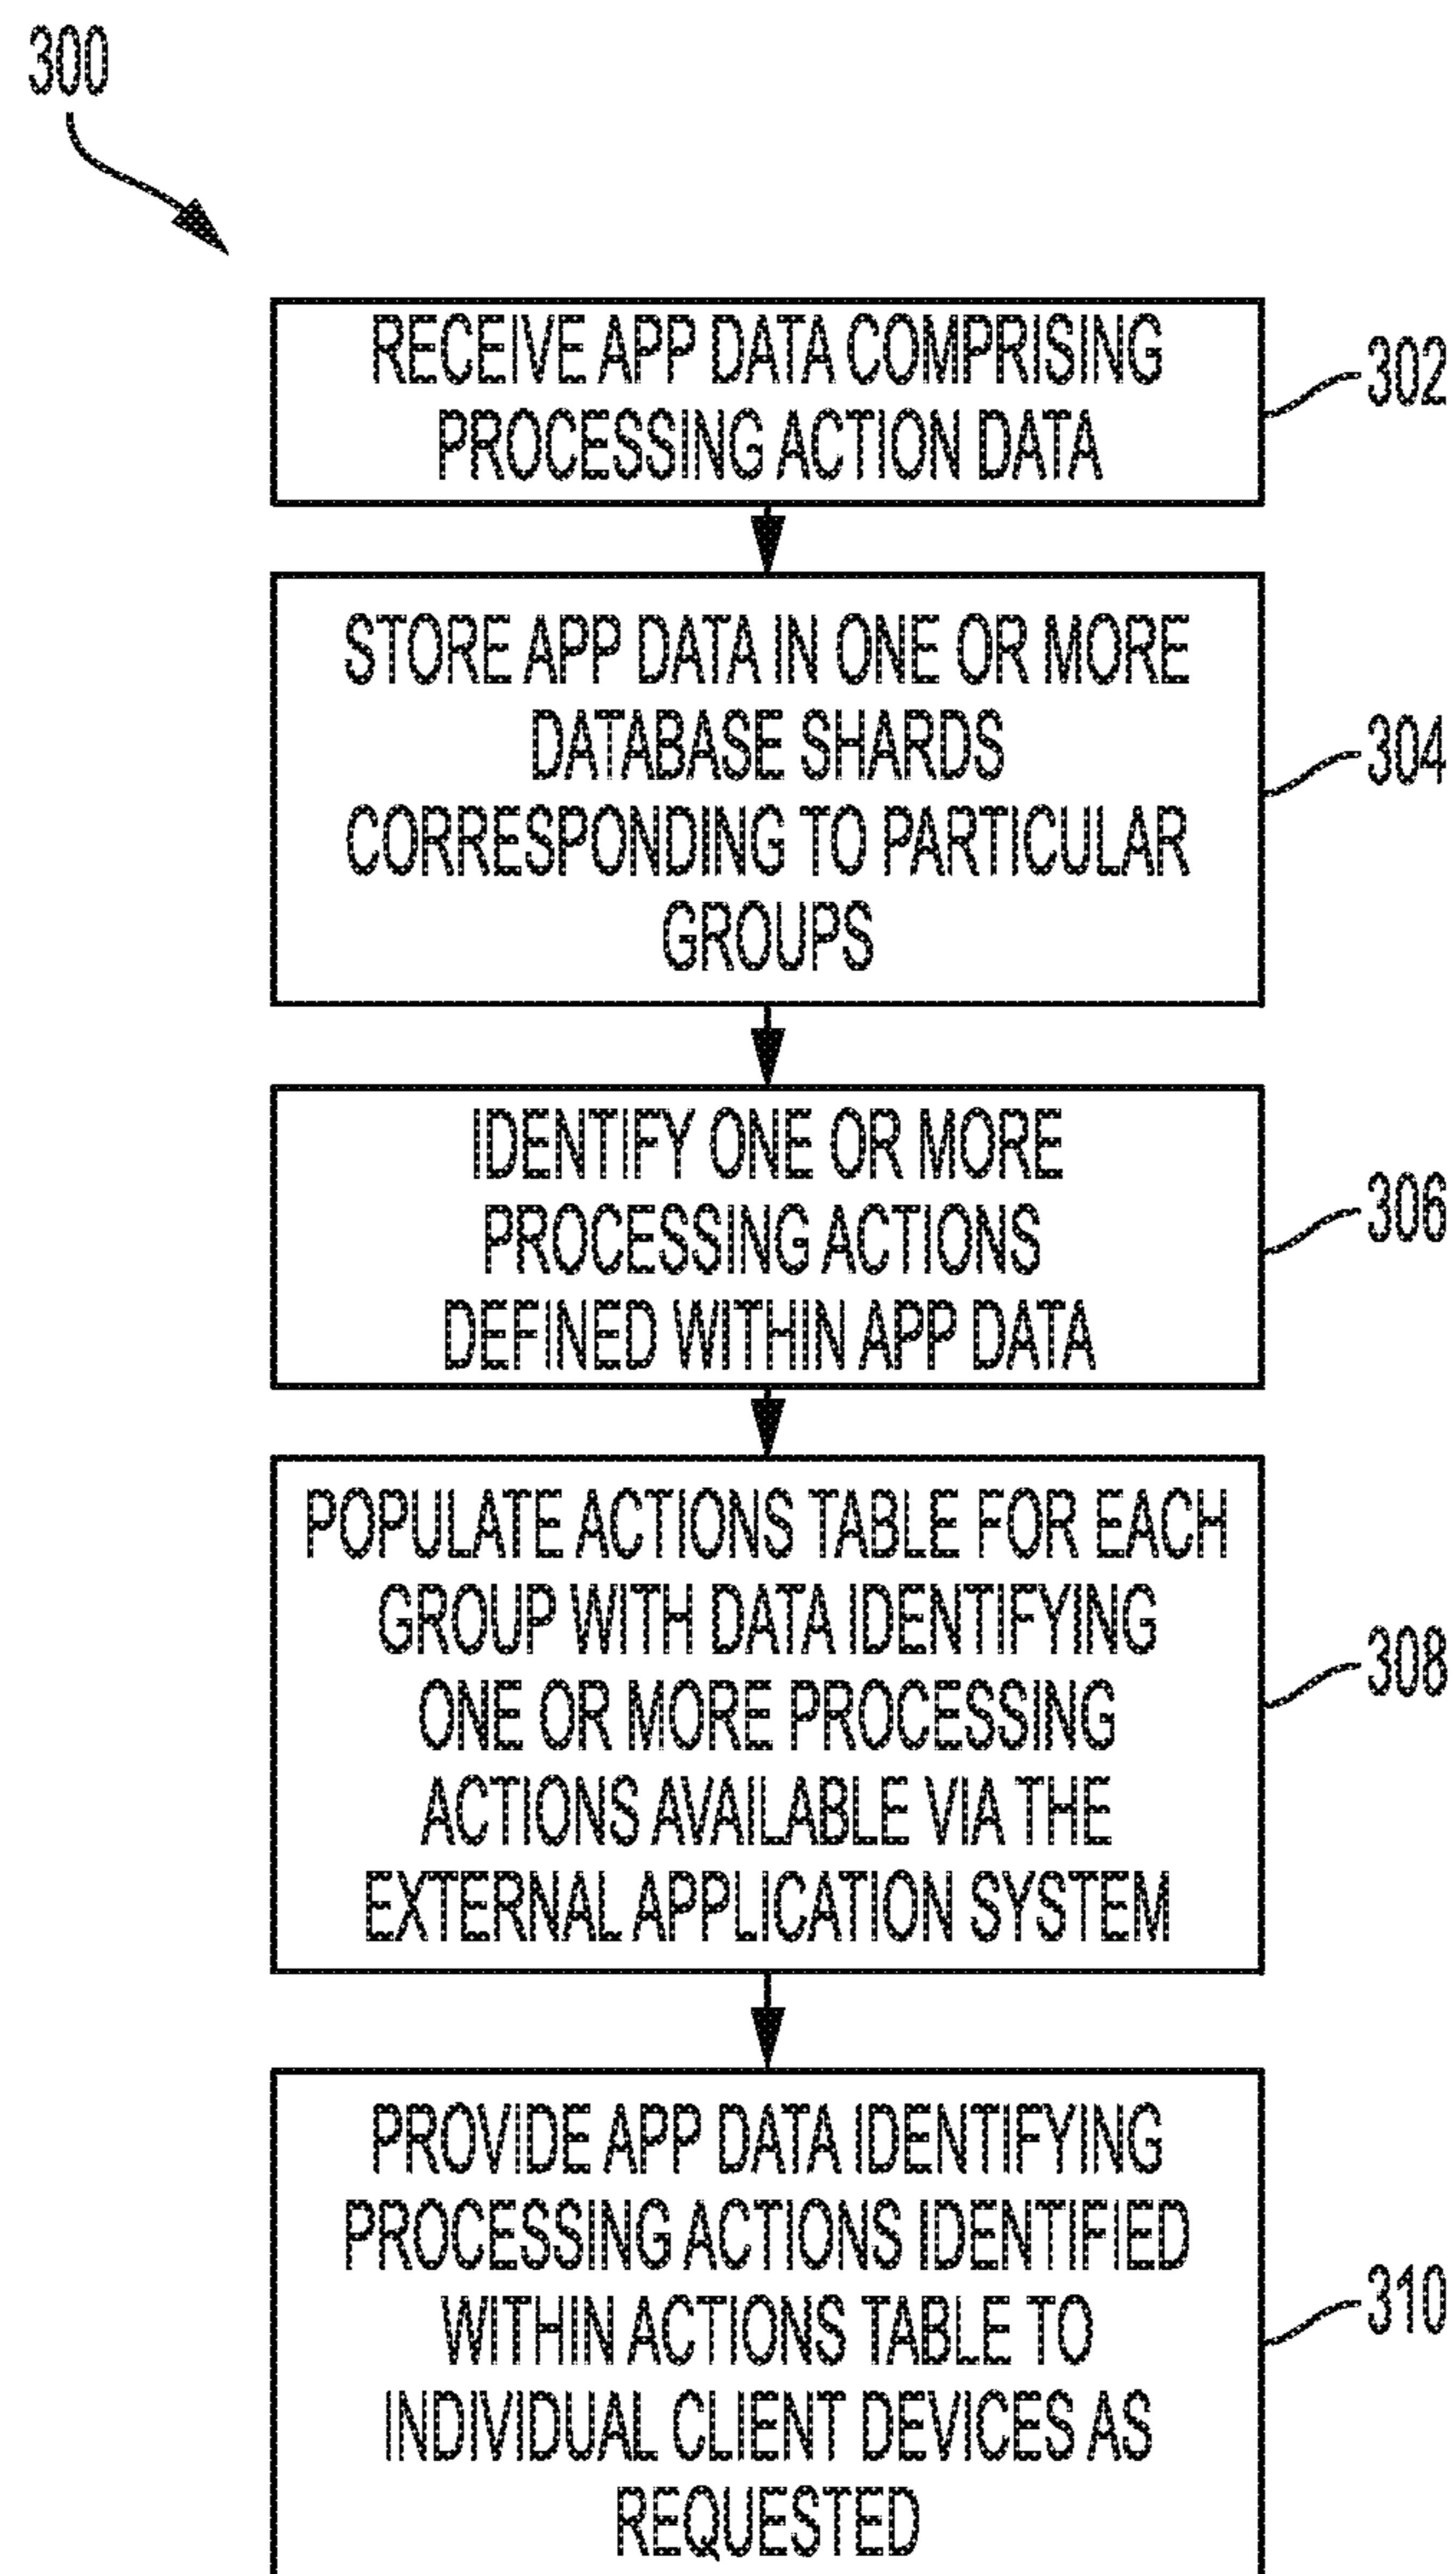 300
RECEIVE APP DATA COMPRISING
PROCESSING ACTION DATA
302
STORE APP DATA IN ONE OR MORE
DATABASE SHARDS
CORRESPONDING TO PARTICULAR
GROUPS
304
IDENTIFY ONE OR MORE
PROCESSING ACTIONS
DEFINED WITHIN APP DATA
306
POPULATE ACTIONS TABLE FOR EACH
GROUP WITH DATA IDENTIFYING
ONE OR MORE PROCESSING
ACTIONS AVAILABLE VIA THE
EXTERNAL APPLICATION SYSTEM
308
PROVIDE APP DATA IDENTIFYING
PROCESSING ACTIONS IDENTIFIED
WITHIN ACTIONS TABLE TO
INDIVIDUAL CLIENT DEVICES AS
REQUESTED
310